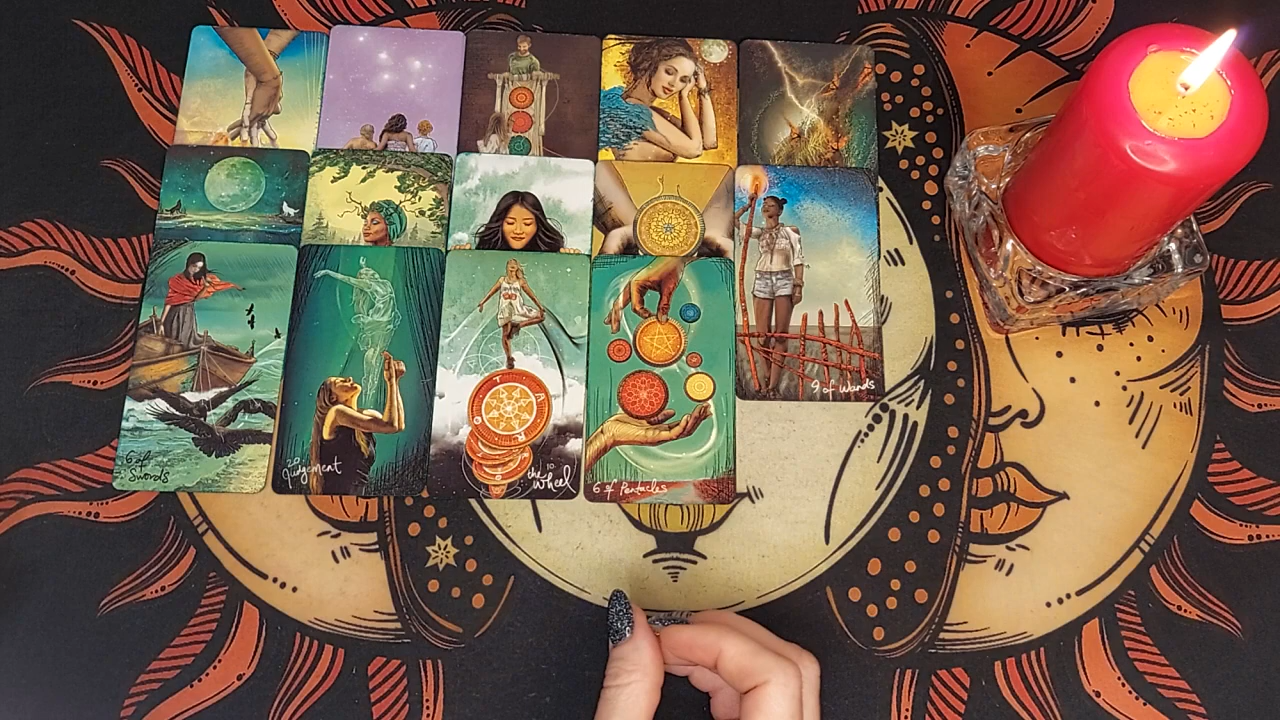 9 of Wands
6 of
Swords
20
Judgement
10
the
Wheel
6 of Pentacles